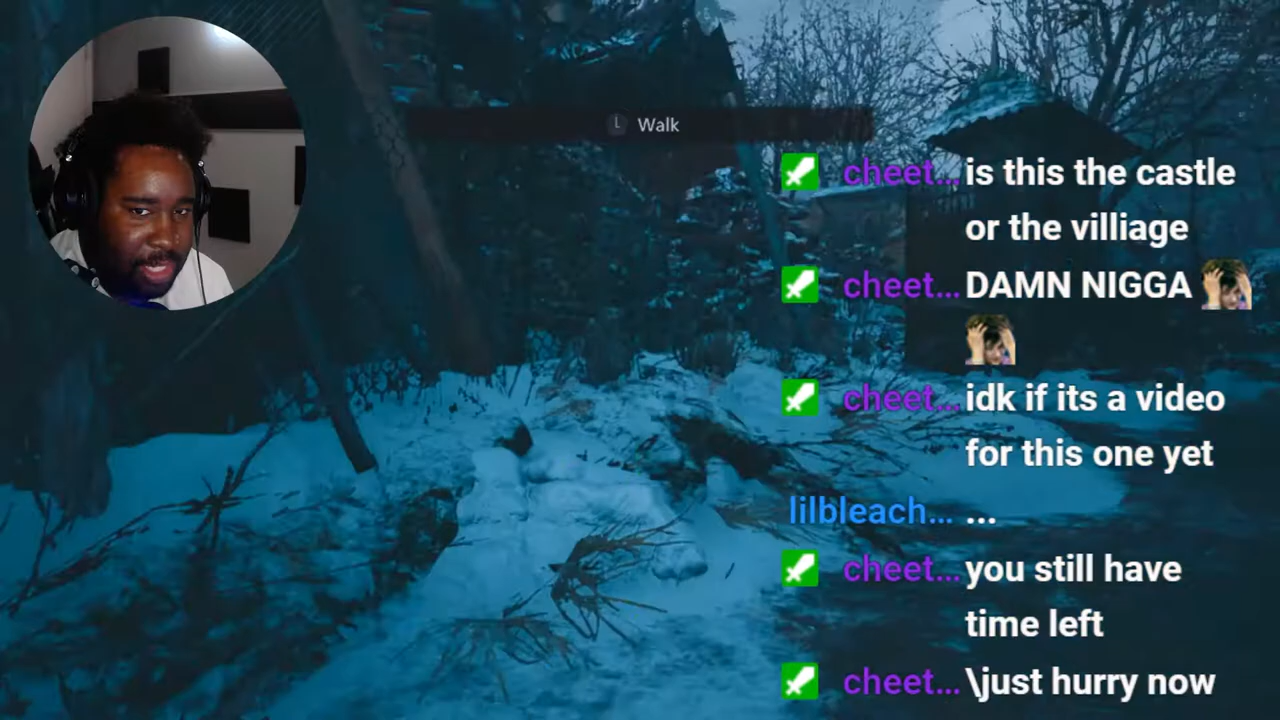 L Walk
cheet... is this the castle
or the villiage
cheet... DAMN NIGGA
cheet... idk if its a video
for this one yet
lilbleach... ...
cheet... you still have
time left
cheet... \just hurry now